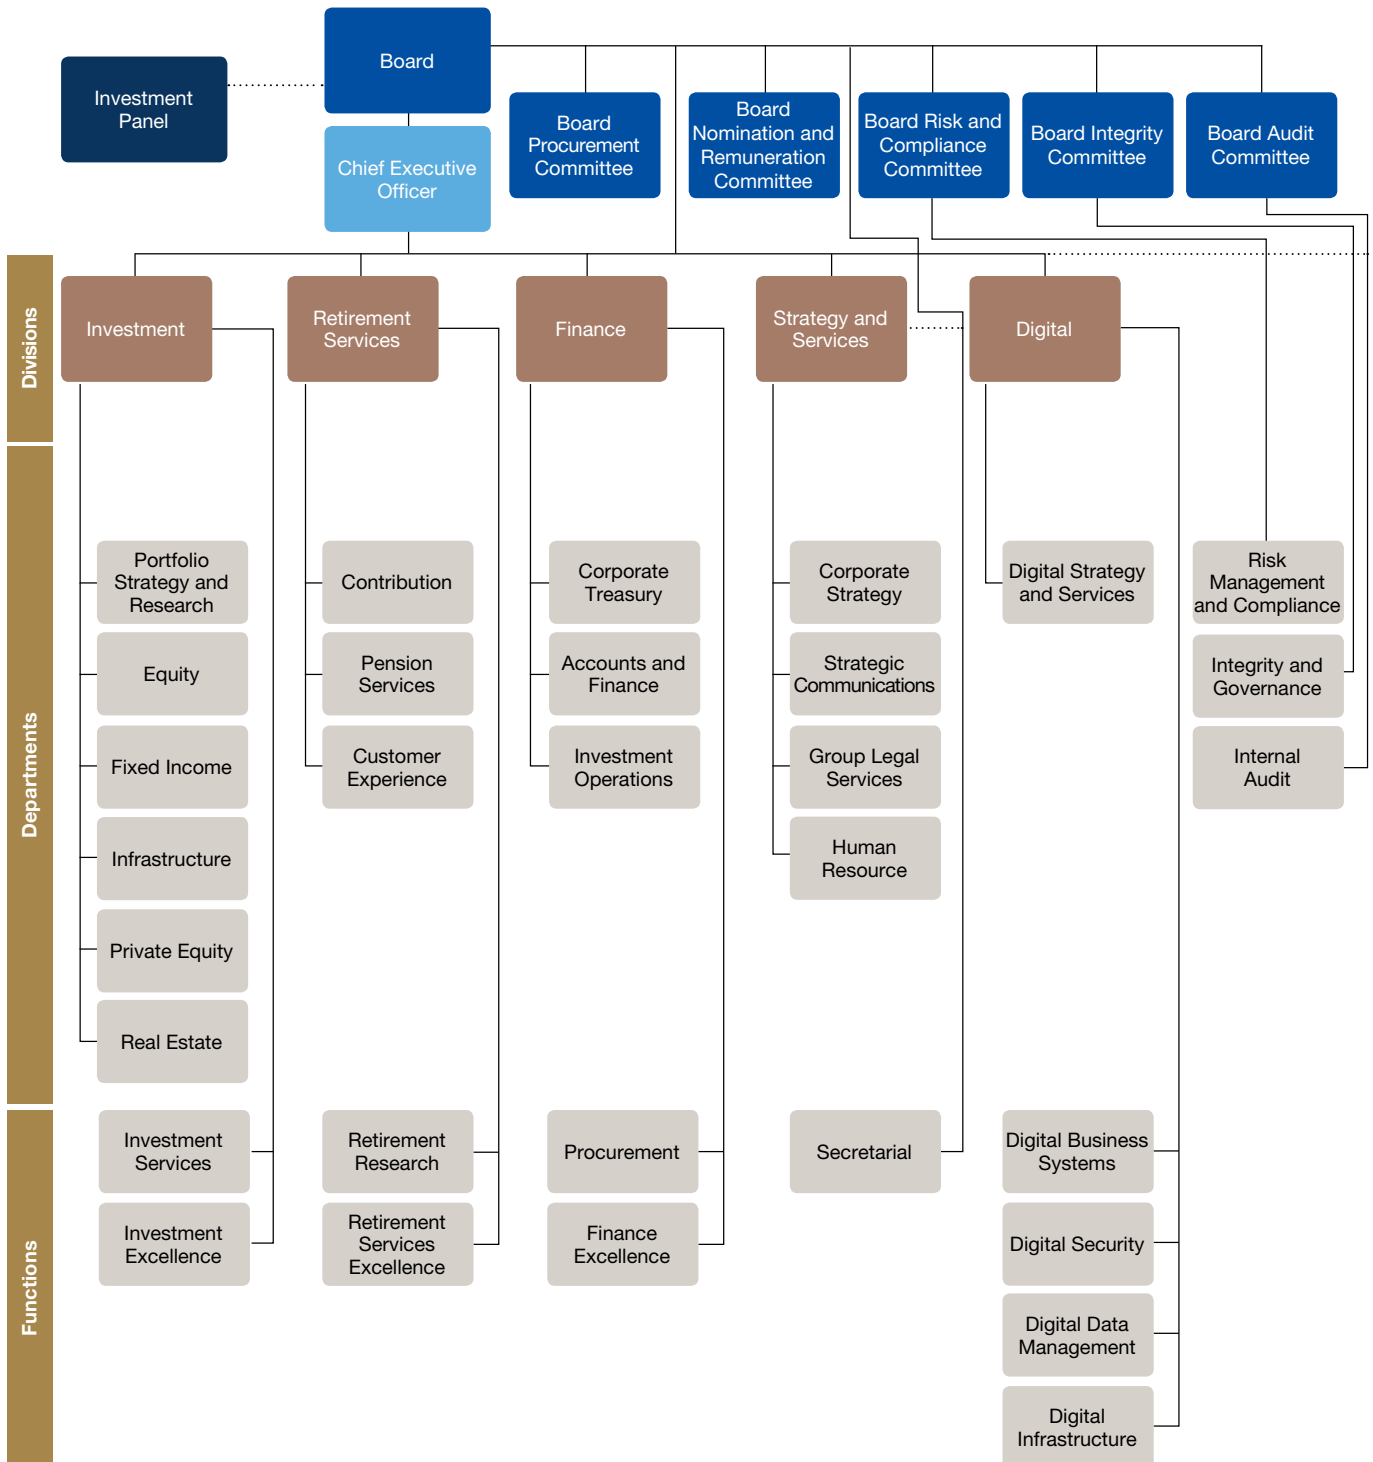 Board
Investment
Panel
Chief Executive
Officer
Board
Procurement
Committee
Board
Nomination and
Remuneration
Committee
Board Risk and
Compliance
Committee
Board Integrity
Committee
Board Audit
Committee
Divisions
Investment
Retirement
Services
Finance
Strategy and
Services
Digital
Departments
Portfolio
Strategy and
Research
Equity
Fixed Income
Infrastructure
Private Equity
Real Estate
Contribution
Pension
Services
Customer
Experience
Corporate
Treasury
Accounts and
Finance
Investment
Operations
Corporate
Strategy
Strategic
Communications
Group Legal
Services
Human
Resource
Digital Strategy
and Services
Risk
Management
and Compliance
Integrity and
Governance
Internal
Audit
Functions
Investment
Services
Investment
Excellence
Retirement
Research
Retirement
Services
Excellence
Procurement
Finance
Excellence
Secretarial
Digital Business
Systems
Digital Security
Digital Data
Management
Digital
Infrastructure